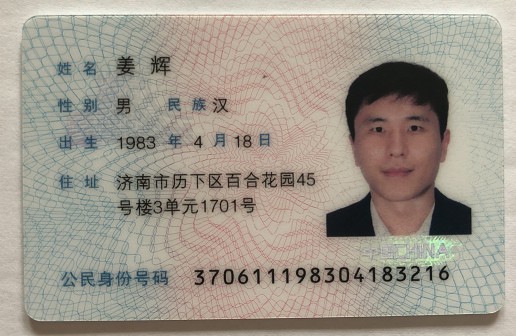 姓名 姜辉
性别 男 民族 汉
出生 1983 年 4 月 18 日
住址 济南市历下区百合花园45
号楼3单元1701号
CHINA
公民身份号码 370611198304183216